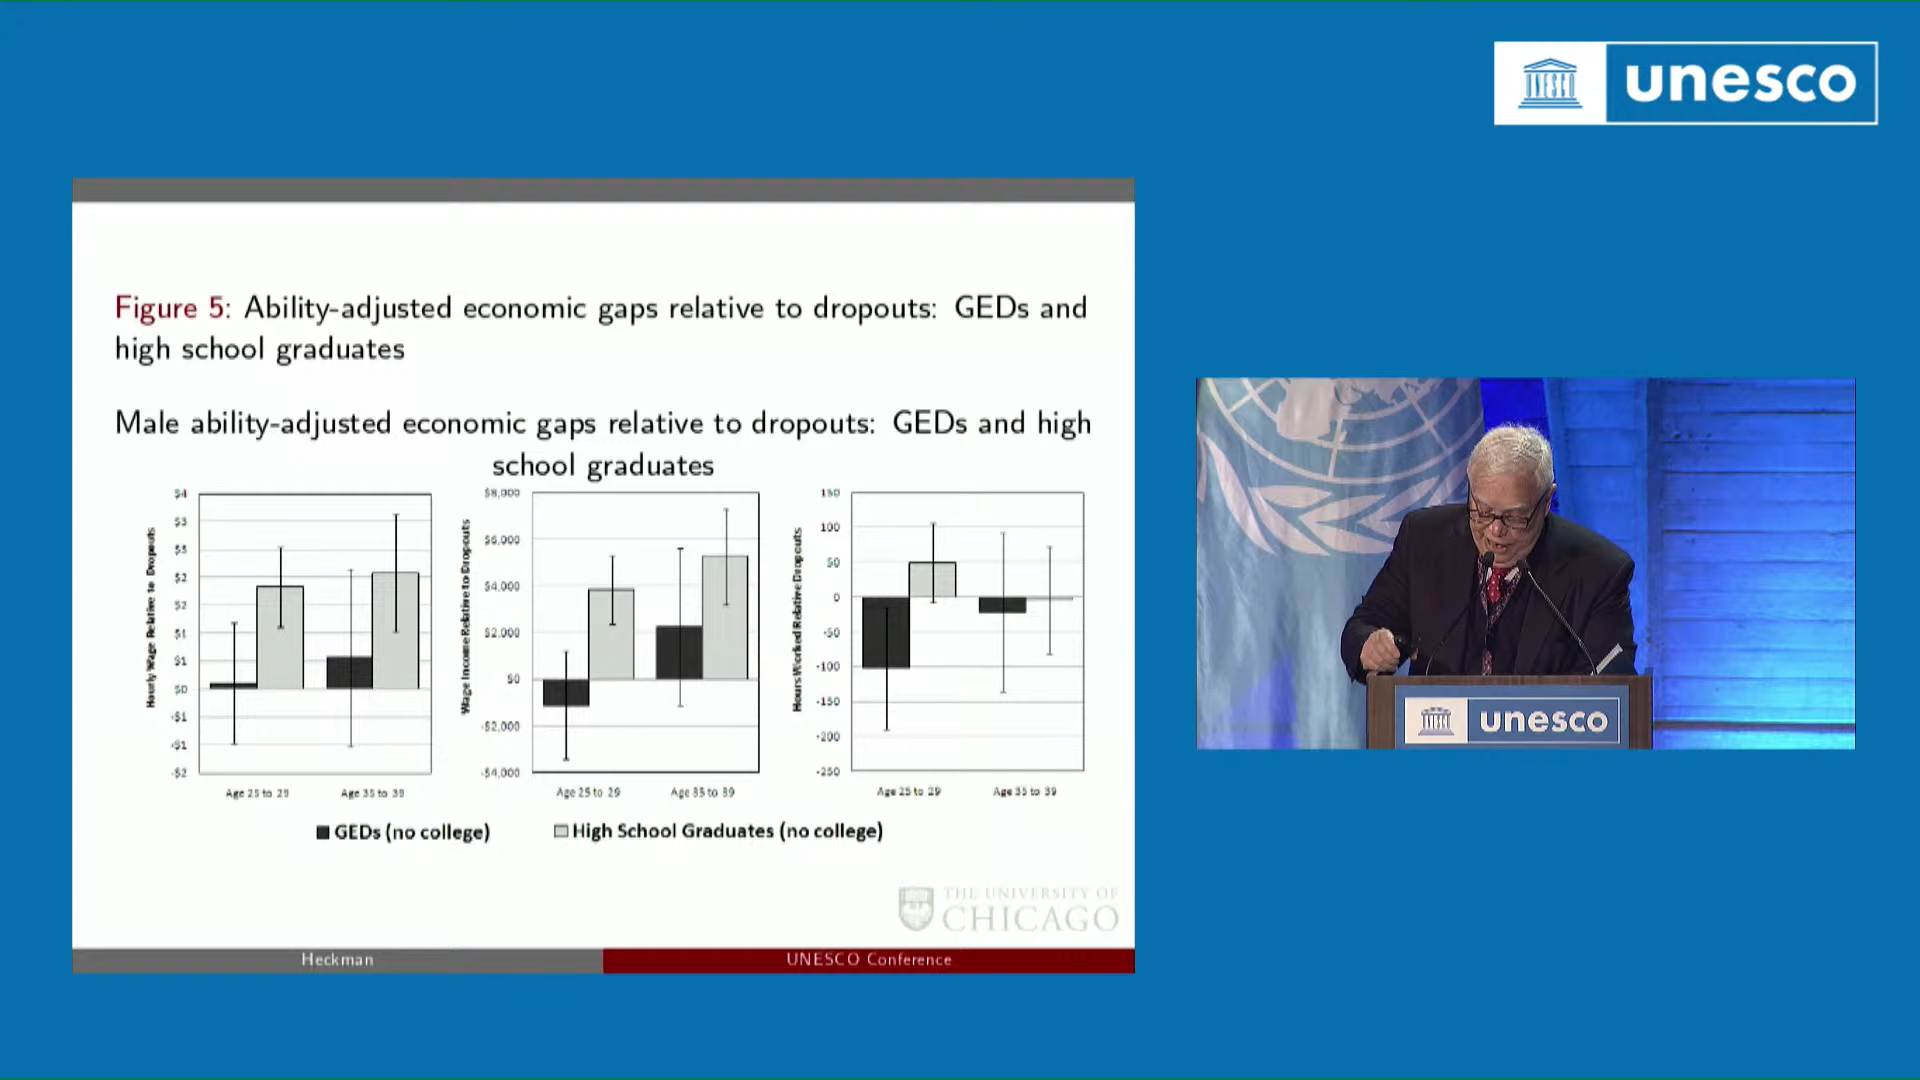 UNESCO
unesco
Figure 5: Ability-adjusted economic gaps relative to dropouts: GEDs and
high school graduates
Male ability-adjusted economic gaps relative to dropouts: GEDs and high
school graduates
Hourly Wage Relative to Dropouts
$4
$3
$3
$2
$2
$1
$1
$0
-$1
-$1
-$2
Age 25 to 29
Age 35 to 39
Wage Income Relative to Dropouts
$8,000
$6,000
$4,000
$2,000
$0
-$2,000
-$4,000
Age 25 to 29
Age 35 to 39
Hours Worked Relative Dropouts
150
100
50
0
-50
-100
-150
-200
-250
Age 25 to 29
Age 35 to 39
GEDs (no college)
High School Graduates (no college)
THE UNIVERSITY OF
CHICAGO
Heckman
UNESCO Conference
unesco